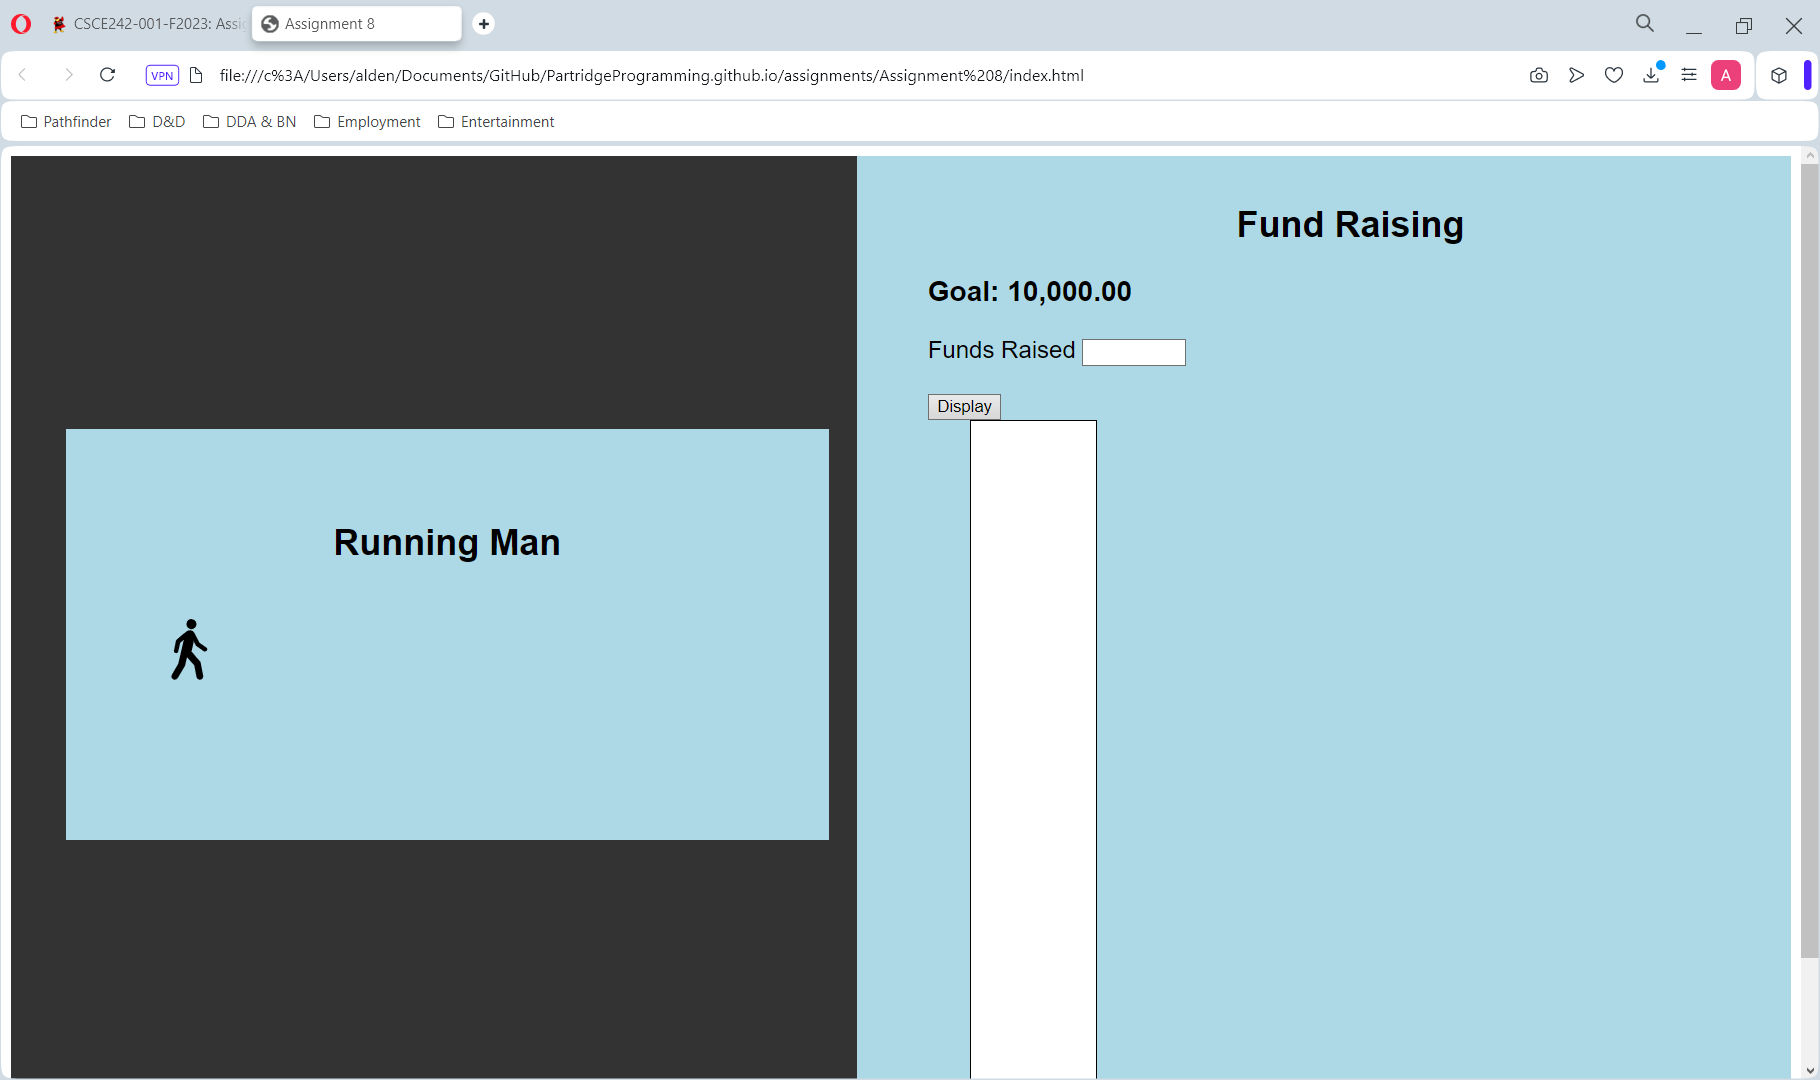 CSCE242-001-F2023: Assi
Assignment 8
VPN
file:///c%3A/Users/alden/Documents/GitHub/PartridgeProgramming.github.io/assignments/Assignment%208/index.html
A
Pathfinder
D&D
DDA & BN
Employment
Entertainment
Running Man
Fund Raising
Goal: 10,000.00
Funds Raised
Display